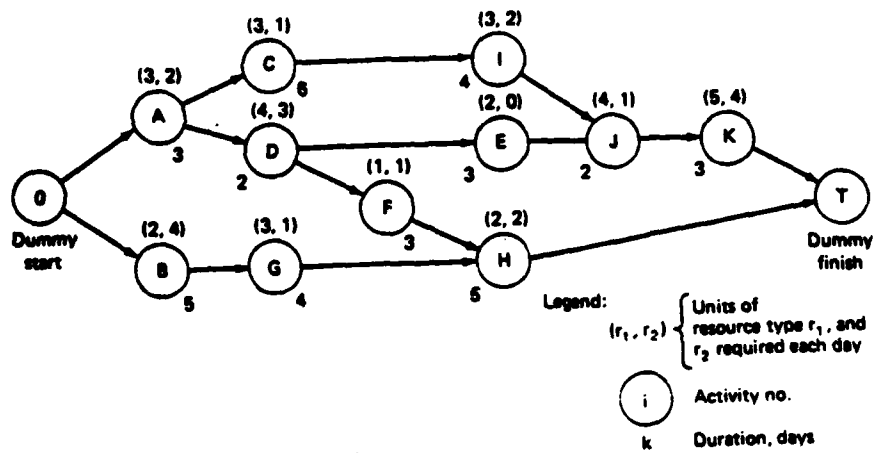 (3, 1)
C
6
(3, 2)
I
4
(3, 2)
A
3
(4, 3)
D
2
(2, 0)
E
3
(4, 1)
J
2
(5, 4)
K
3
(1, 1)
F
3
0
Dummy
start
(2, 4)
B
5
(3, 1)
G
4
(2, 2)
H
5
T
Dummy
finish
Legend:
(r₁, r₂)
Units of
resource type r₁, and
r₂ required each day
i
Activity no.
k
Duration, days